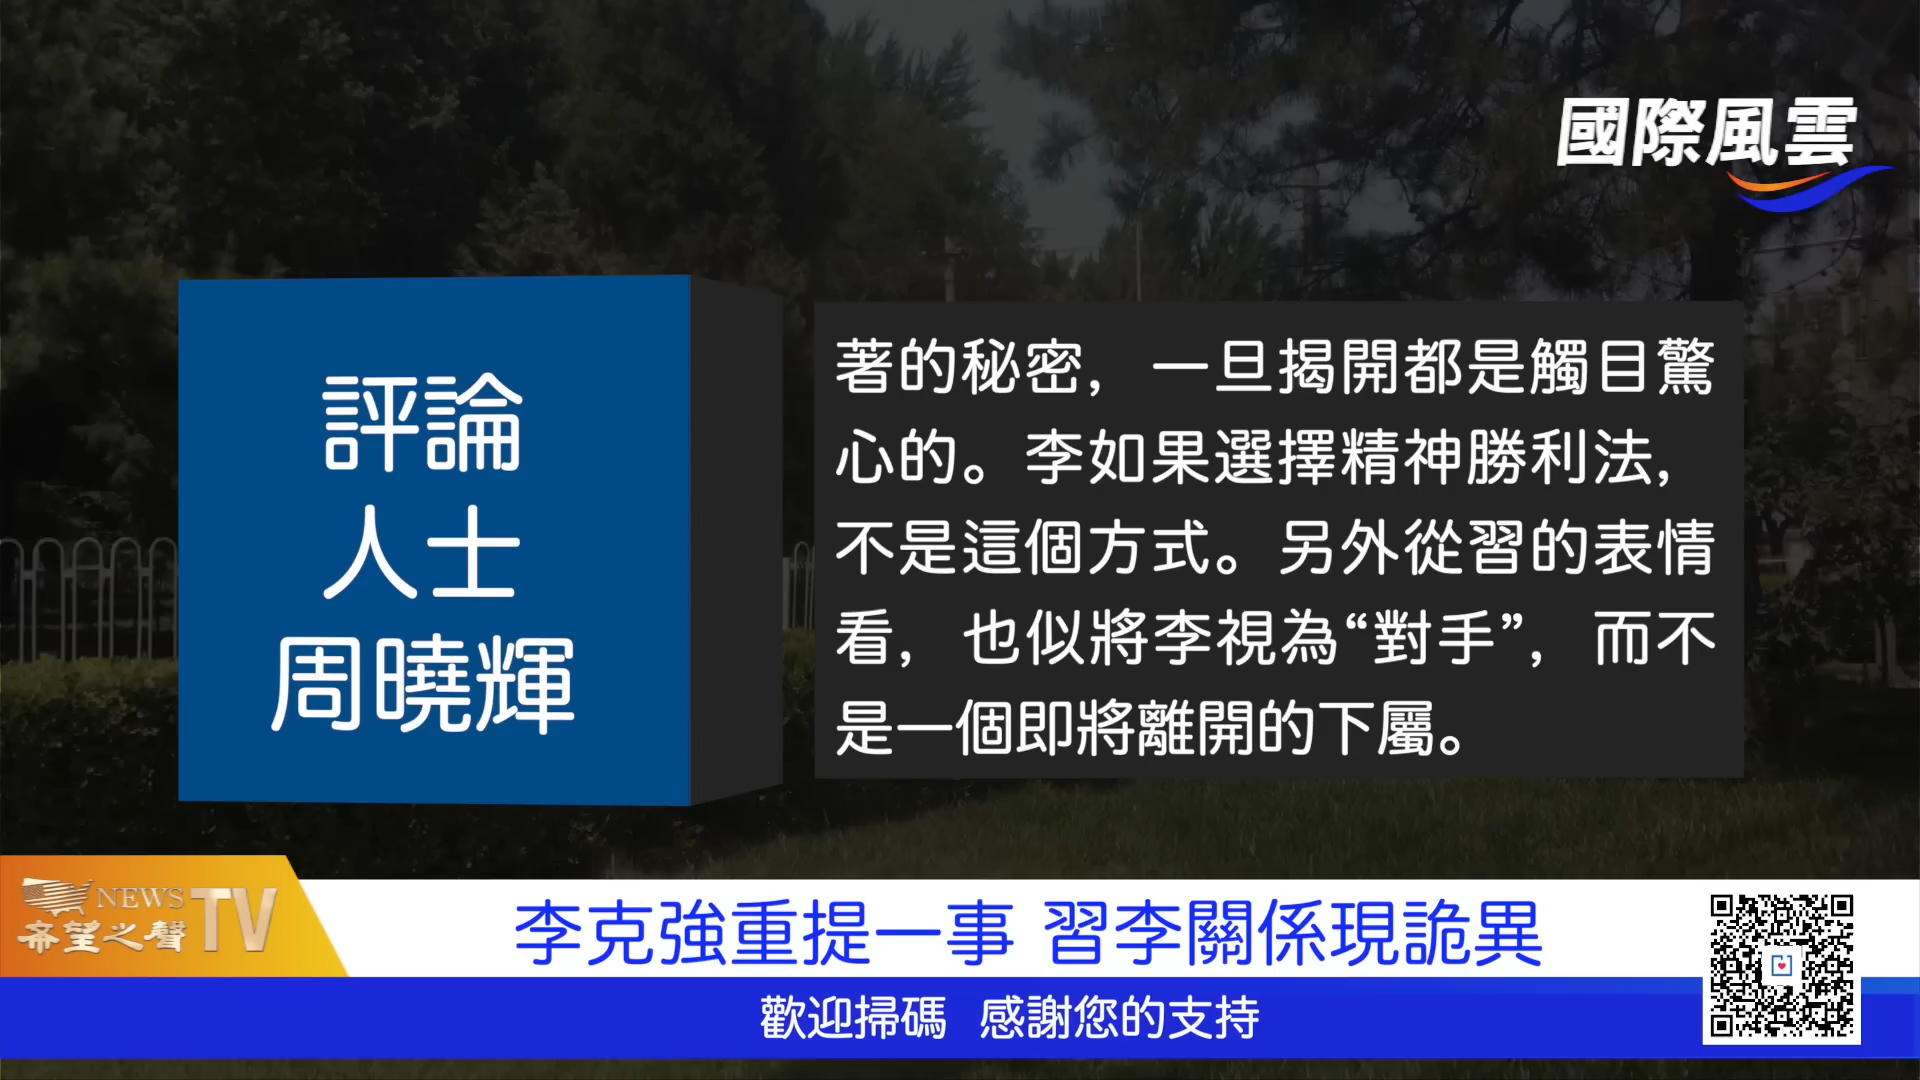 國際風雲
評論
人士
周曉輝
著的秘密，一旦揭開都是觸目驚
心的。李如果選擇精神勝利法，
不是這個方式。另外從習的表情
看，也似將李視為“對手”，而不
是一個即將離開的下屬。
NEWS
希望之聲 TV
李克強重提一事 習李關係現詭異
歡迎掃碼 感謝您的支持